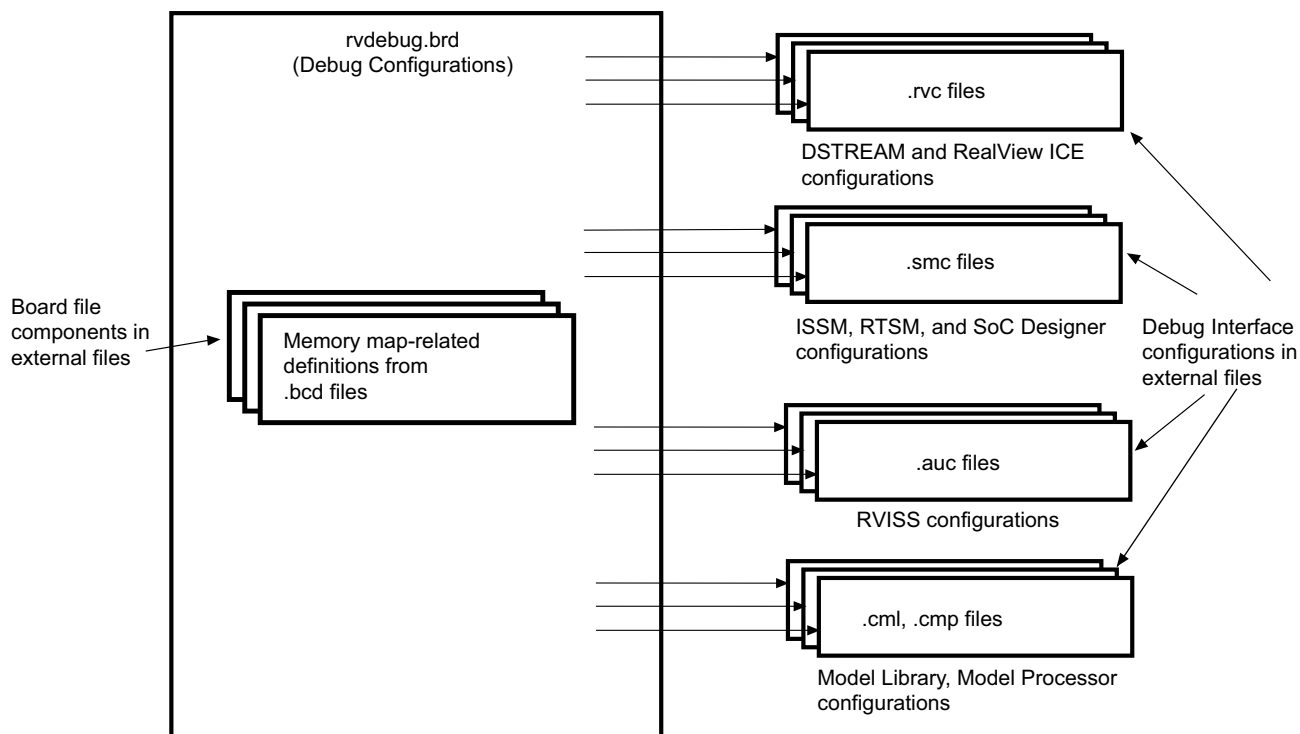 rvdebug.brd
(Debug Configurations)
.rvc files
DSTREAM and RealView ICE
configurations
.smc files
ISSM, RTSM, and SoC Designer
configurations
Board file
components in
external files
Memory map-related
definitions from
.bcd files
Debug Interface
configurations in
external files
.auc files
RVISS configurations
.cml, .cmp files
Model Library, Model Processor
configurations